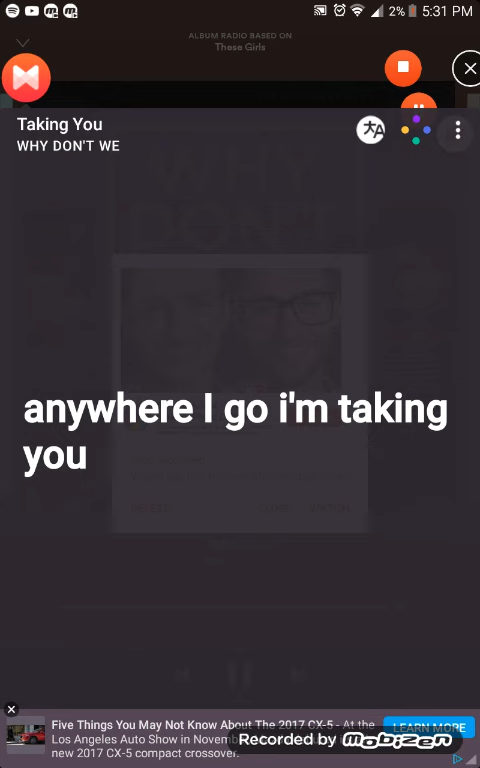 2% 5:31 PM
ALBUM RADIO BASED ON
These Girls
Taking You
WHY DON'T WE
anywhere I go i'm taking
you
Five Things You May Not Know About The 2017 CX-5 - At the
Los Angeles Auto Show in Novemb
new 2017 CX-5 compact crossover.
LEARN MORE
Recorded by mobizen